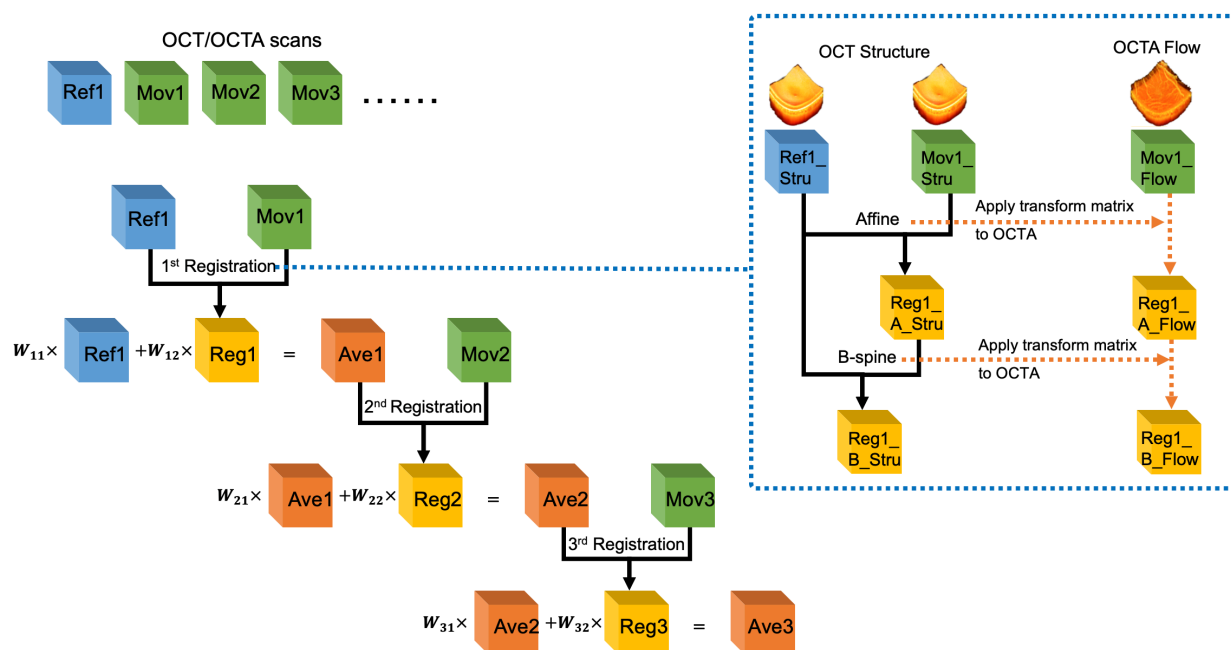 OCT/OCTA scans
Ref1 Mov1 Mov2 Mov3 ......
Ref1 Mov1
1st Registration
W11× Ref1 +W12× Reg1 = Ave1 Mov2
2nd Registration
W21× Ave1 +W22× Reg2 = Ave2 Mov3
3rd Registration
W31× Ave2 +W32× Reg3 = Ave3
OCT Structure
OCTA Flow
Ref1_
Stru
Mov1_
Stru
Mov1_
Flow
Affine
Apply transform matrix
to OCTA
Reg1_
A_Stru
Reg1_
A_Flow
B-spine
Apply transform matrix
to OCTA
Reg1_
B_Stru
Reg1_
B_Flow